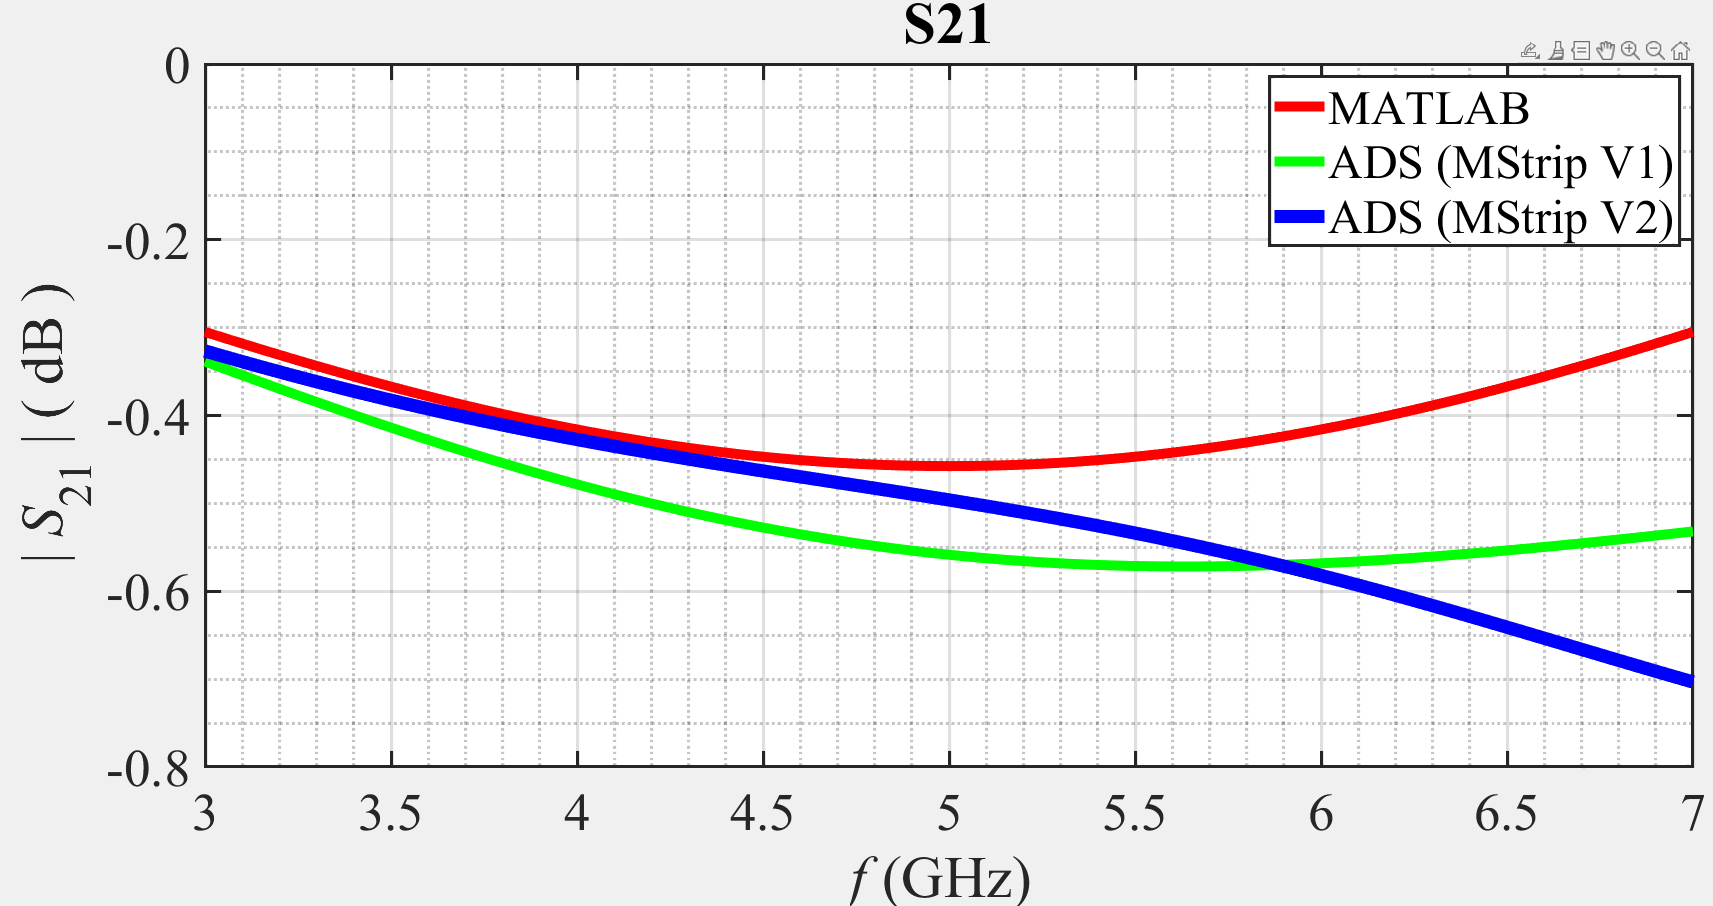 S21
0
-0.2
-0.4
-0.6
-0.8
| S21 | ( dB )
MATLAB
ADS (MStrip V1)
ADS (MStrip V2)
3 3.5 4 4.5 5 5.5 6 6.5 7
f (GHz)